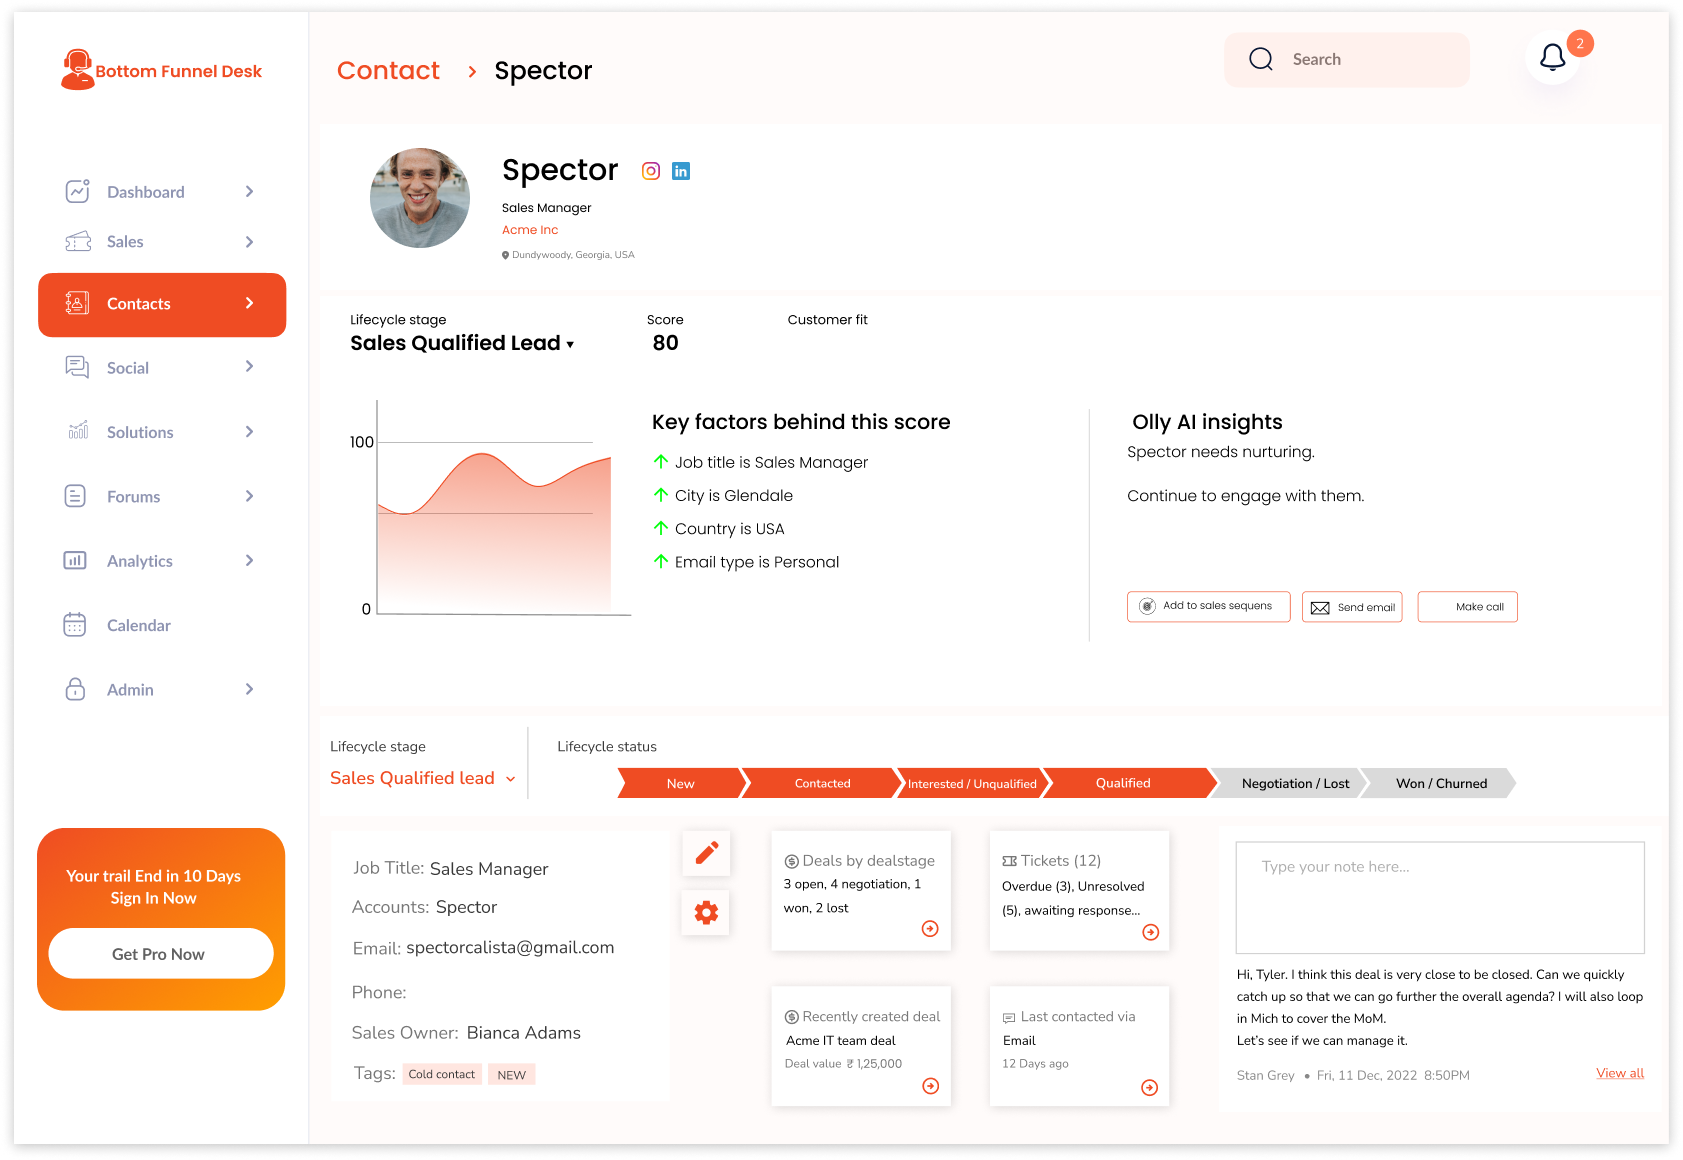 Bottom Funnel Desk
Dashboard
Sales
Contacts
Social
Solutions
Forums
Analytics
Calendar
Admin
Your trail End in 10 Days
Sign In Now
Get Pro Now
Contact > Spector
Search
2
Spector
Sales Manager
Acme Inc
Dundywoody, Georgia, USA
Lifecycle stage
Sales Qualified Lead
Score
80
Customer fit
100
0
Key factors behind this score
Job title is Sales Manager
City is Glendale
Country is USA
Email type is Personal
Olly AI insights
Spector needs nurturing.
Continue to engage with them.
Add to sales sequens
Send email
Make call
Lifecycle stage
Sales Qualified lead
Lifecycle status
New
Contacted
Interested / Unqualified
Qualified
Negotiation / Lost
Won / Churned
Job Title: Sales Manager
Accounts: Spector
Email: spectorcalista@gmail.com
Phone:
Sales Owner: Bianca Adams
Tags: Cold contact NEW
Deals by dealstage
3 open, 4 negotiation, 1
won, 2 lost
Tickets (12)
Overdue (3), Unresolved
(5), awaiting response...
Recently created deal
Acme IT team deal
Deal value ₹ 1,25,000
Last contacted via
Email
12 Days ago
Type your note here...
Hi, Tyler. I think this deal is very close to be closed. Can we quickly
catch up so that we can go further the overall agenda? I will also loop
in Mich to cover the MoM.
Let's see if we can manage it.
Stan Grey • Fri, 11 Dec, 2022 8:50PM
View all